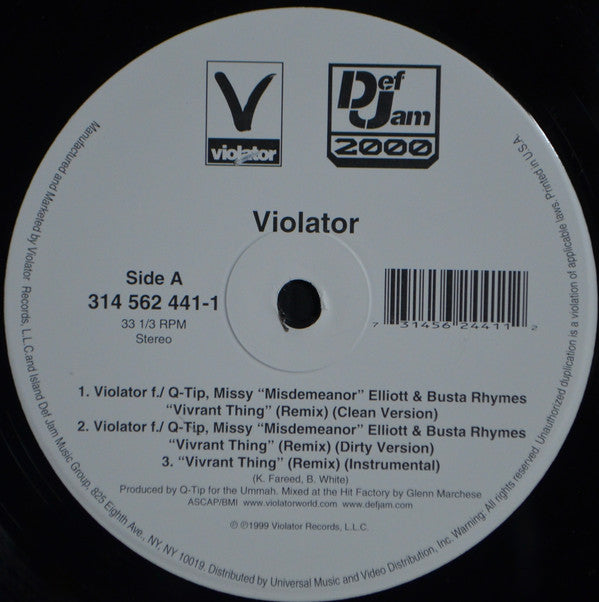 V
violator
Def
Jam
2000
Violator
Side A
314 562 441-1
33 1/3 RPM
Stereo
7 31456 24411 2
1. Violator f./ Q-Tip, Missy “Misdemeanor” Elliott & Busta Rhymes
“Vivrant Thing” (Remix) (Clean Version)
2. Violator f./ Q-Tip, Missy “Misdemeanor” Elliott & Busta Rhymes
“Vivrant Thing” (Remix) (Dirty Version)
3. “Vivrant Thing” (Remix) (Instrumental)
(K. Fareed, B. White)
Produced by Q-Tip for the Ummah. Mixed at the Hit Factory by Glenn Marchese
ASCAP/BMI www.violatorworld.com www.defjam.com
℗ ©1999 Violator Records, L.L.C.
Manufactured and Marketed by Violator Records, L.L.C.and Island Def Jam Music Group, 825 Eighth Ave., NY, NY 10019. Distributed by Universal Music and Video Distribution, Inc. Warning: All rights reserved. Unauthorized duplication is a violation of applicable laws. Printed in U.S.A.